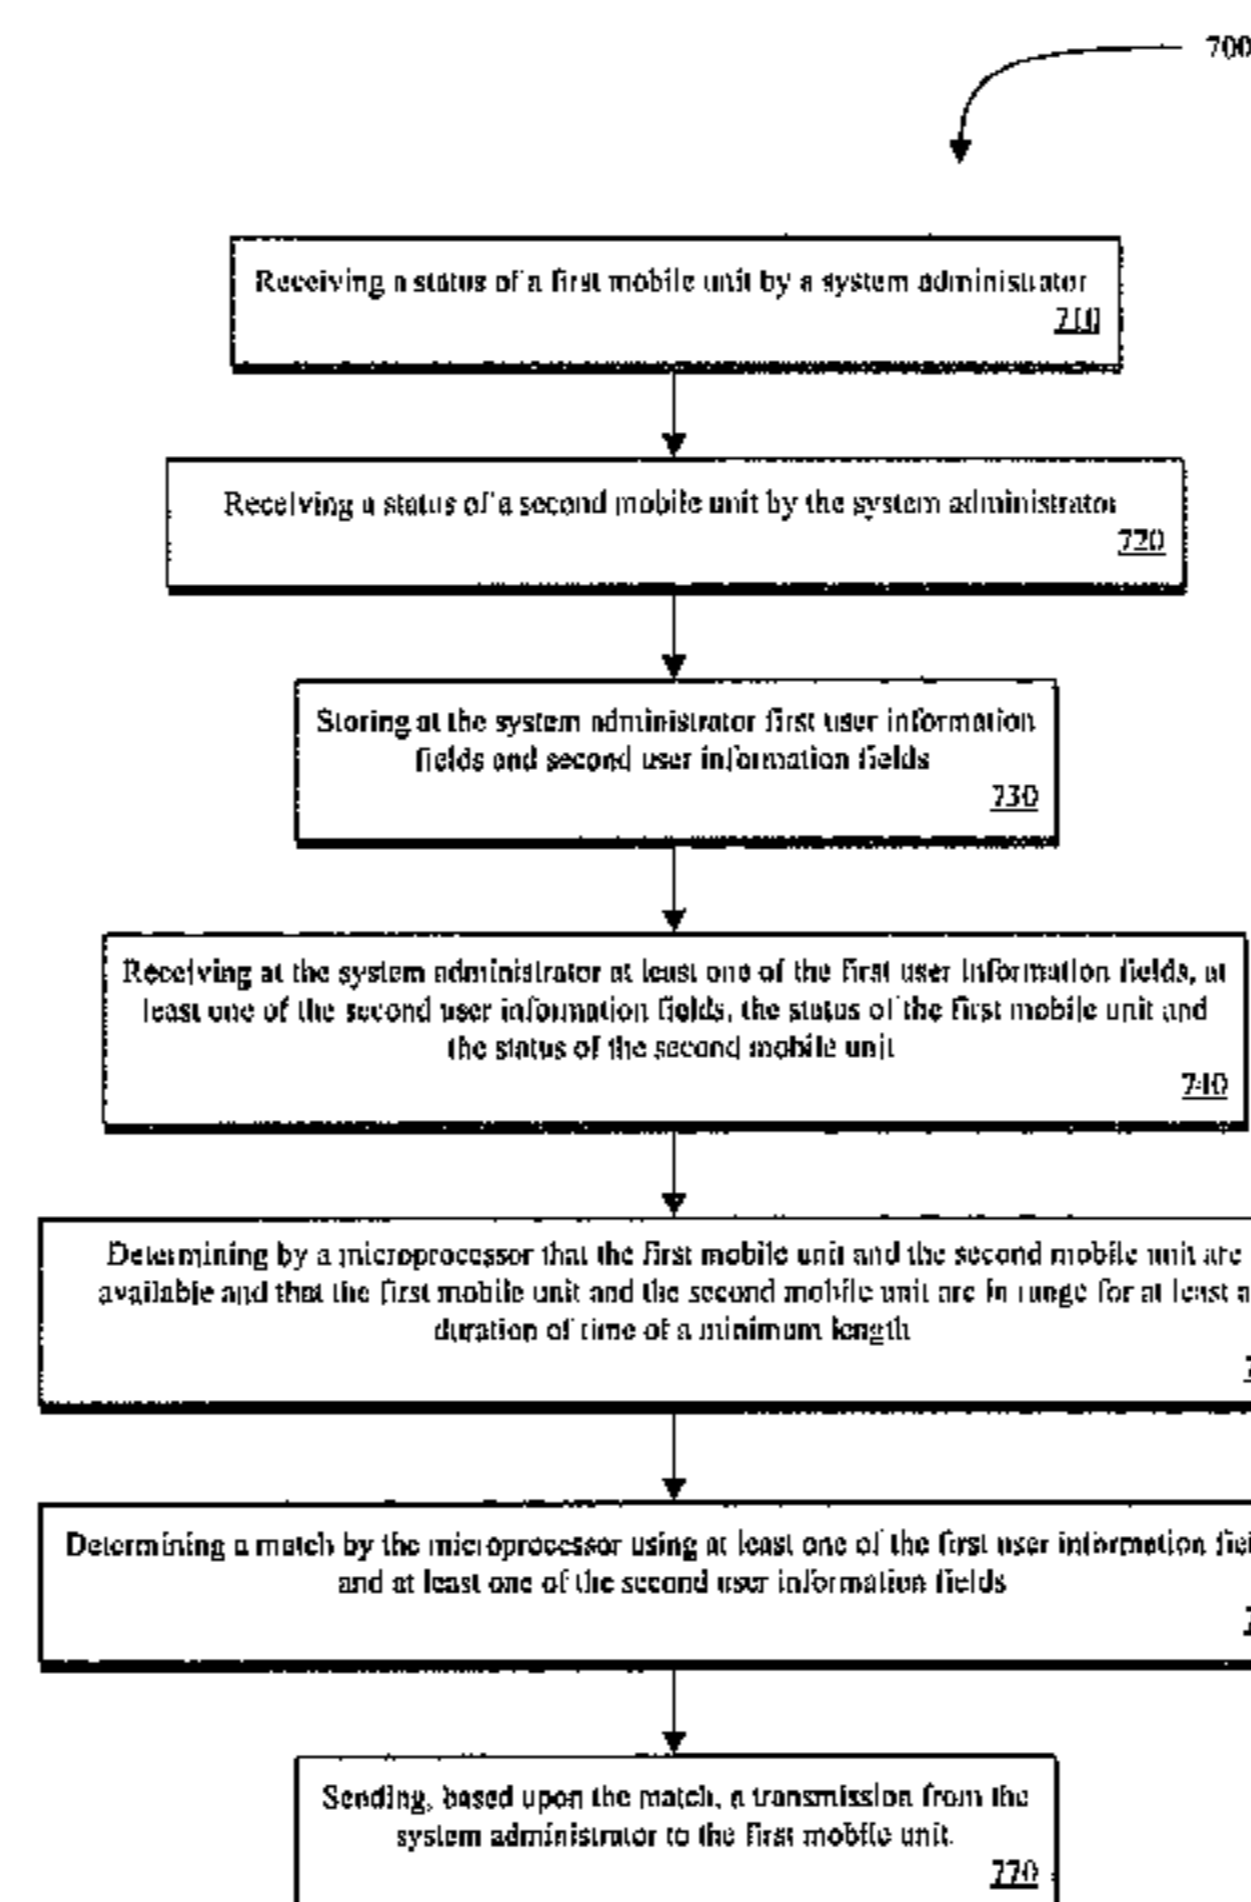 700
Receiving a status of a first mobile unit by a system administrator
710
Receiving a status of a second mobile unit by the system administrator
720
Storing at the system administrator first user information
fields and second user information fields
730
Receiving at the system administrator at least one of the first user information fields, at
least one of the second user information fields, the status of the first mobile unit and
the status of the second mobile unit
740
Determining by a microprocessor that the first mobile unit and the second mobile unit are
available and that the first mobile unit and the second mobile unit are in range for at least a
duration of time of a minimum length
Determining a match by the microprocessor using at least one of the first user information
and at least one of the second user information fields
Sending, based upon the match, a transmission from the
system administrator to the first mobile unit.
770